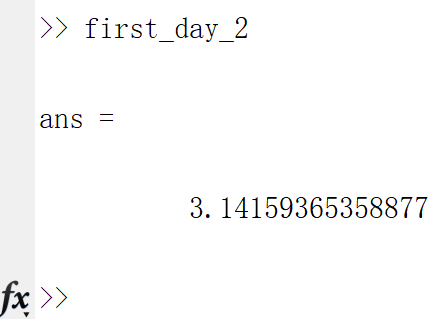 >> first_day_2
ans =
3.14159365358877
fx >>